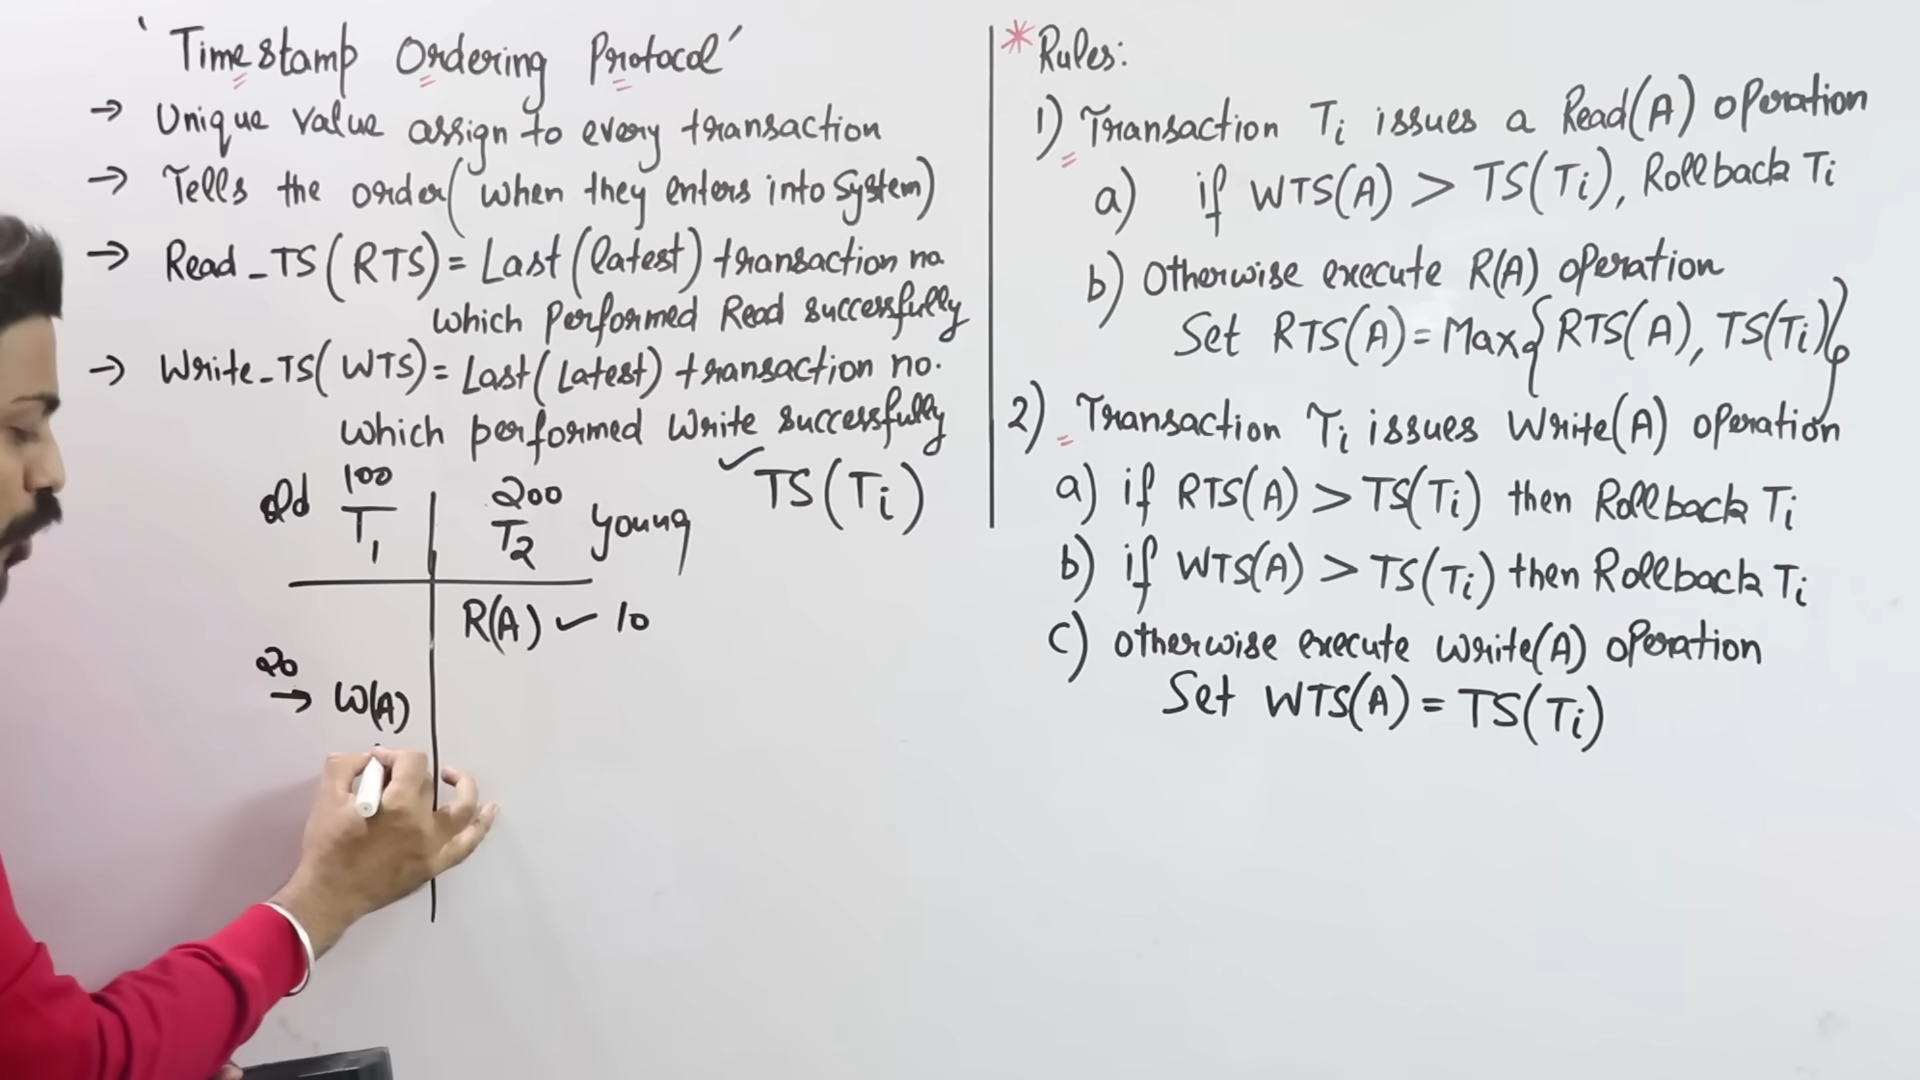 'Timestamp Ordering Protocol'
→ Unique value assign to every transaction
→ Tells the order (when they enters into System)
→ Read_TS (RTS) = Last (latest) transaction no.
which performed Read successfully
→ Write_TS (WTS) = Last (Latest) transaction no.
which performed Write successfully
✓ TS(Ti)
Old 100 200
T1 T2 young
R(A) ✓ 10
20
→ W(A)
* Rules:
1) Transaction Ti issues a Read(A) operation
a) if WTS(A) > TS(Ti), Rollback Ti
b) Otherwise execute R(A) operation
Set RTS(A) = Max{RTS(A), TS(Ti)}
2) Transaction Ti issues Write(A) operation
a) if RTS(A) > TS(Ti) then Rollback Ti
b) if WTS(A) > TS(Ti) then Rollback Ti
c) otherwise execute write(A) operation
Set WTS(A) = TS(Ti)